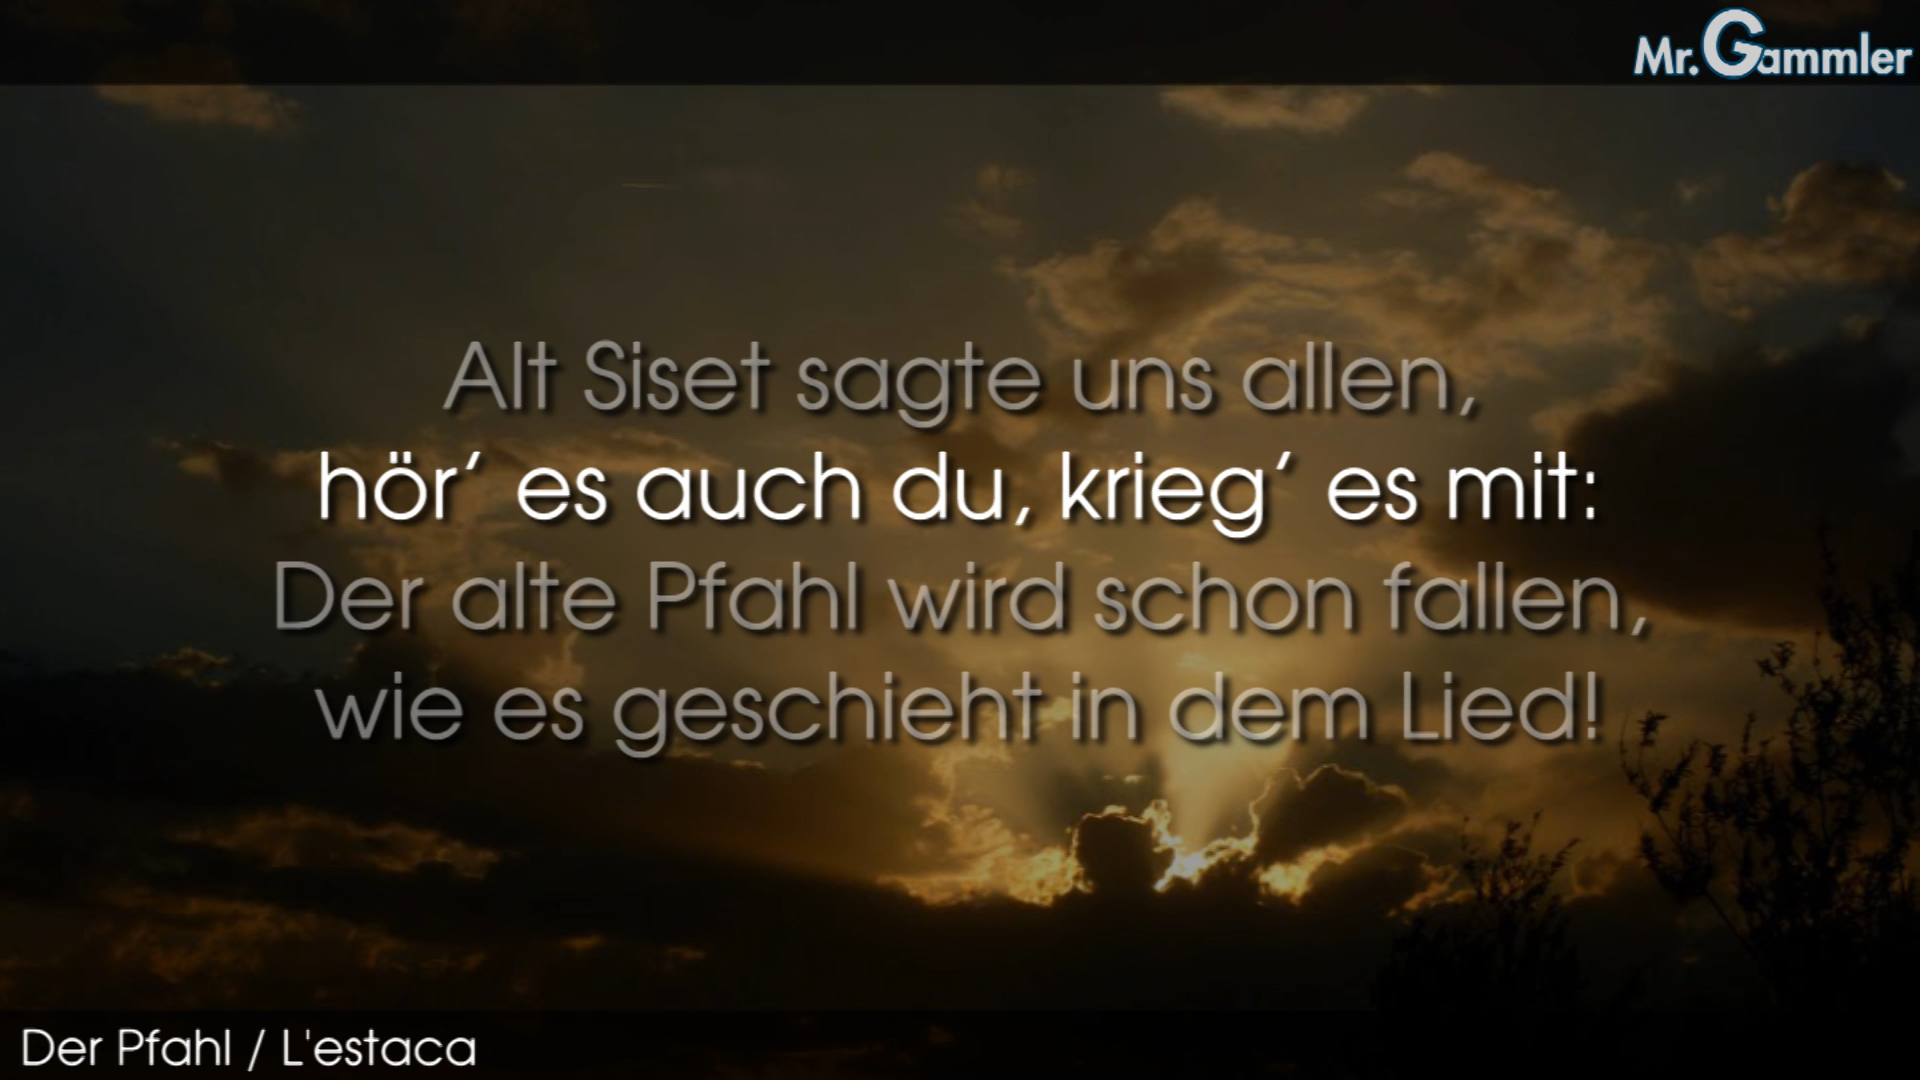 Mr. Gammler
Alt Siset sagte uns allen,
hör´ es auch du, krieg´ es mit:
Der alte Pfahl wird schon fallen,
wie es geschieht in dem Lied!
Der Pfahl / L'estaca